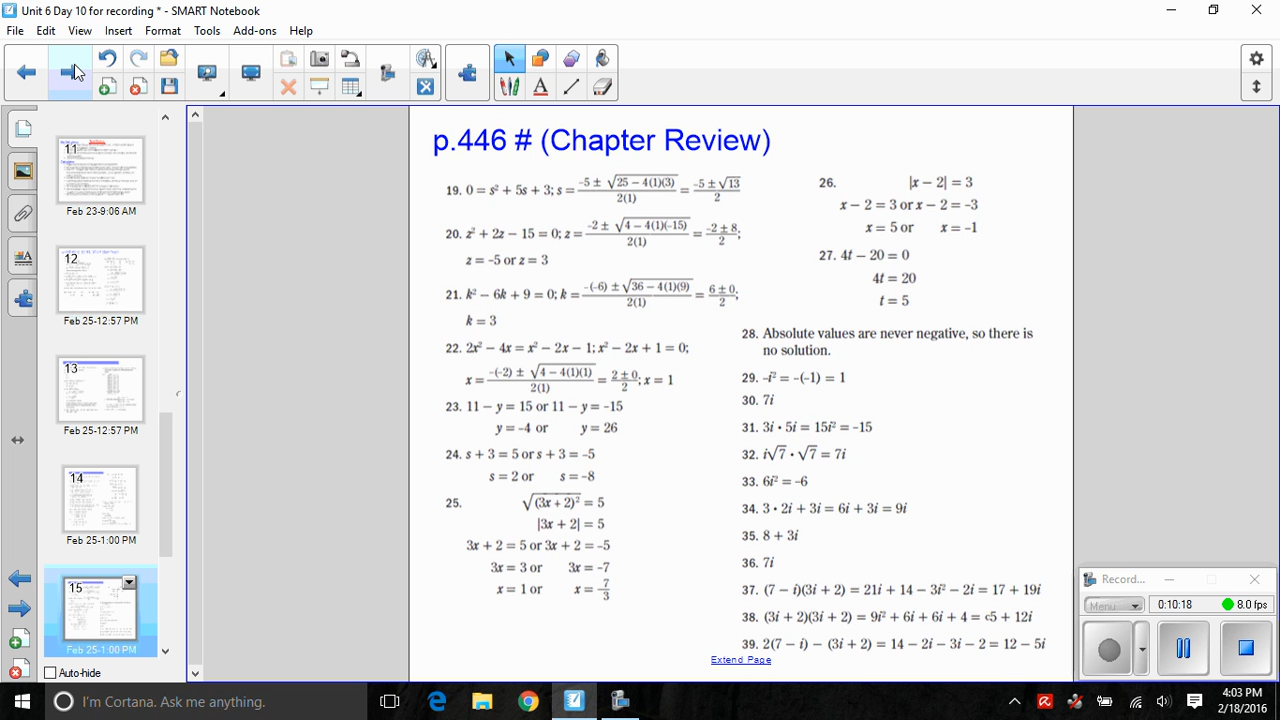 Unit 6 Day 10 for recording * - SMART Notebook
File Edit View Insert Format Tools Add-ons Help
11
Feb 23-9:06 AM
12
Feb 25-12:57 PM
13
Feb 25-12:57 PM
14
Feb 25-1:00 PM
15
Feb 25-1:00 PM
Auto-hide
p.446 # (Chapter Review)
19. 0 = s² + 5s + 3; s = (-5 ± √(25 − 4(1)(3)))/2(1) = (-5 ± √13)/2
20. z² + 2z − 15 = 0; z = (-2 ± √(4 − 4(1)(-15)))/2(1) = (-2 ± 8)/2;
z = -5 or z = 3
21. k² − 6k + 9 = 0; k = (-(-6) ± √(36 − 4(1)(9)))/2(1) = (6 ± 0)/2;
k = 3
22. 2x² − 4x = x² − 2x − 1; x² − 2x + 1 = 0;
x = (-(-2) ± √(4 − 4(1)(1)))/2(1) = (2 ± 0)/2; x = 1
23. 11 − y = 15 or 11 − y = -15
y = -4 or y = 26
24. s + 3 = 5 or s + 3 = -5
s = 2 or s = -8
25. √((3x + 2)²) = 5
|3x + 2| = 5
3x + 2 = 5 or 3x + 2 = -5
3x = 3 or 3x = -7
x = 1 or x = -7/3
26. |x − 2| = 3
x − 2 = 3 or x − 2 = -3
x = 5 or x = -1
27. 4t − 20 = 0
4t = 20
t = 5
28. Absolute values are never negative, so there is
no solution.
29. -i² = -(-1) = 1
30. 7i
31. 3i · 5i = 15i² = -15
32. i√7 · √7 = 7i
33. 6i² = -6
34. 3 · 2i + 3i = 6i + 3i = 9i
35. 8 + 3i
36. 7i
37. (7 − i)(3i + 2) = 21i + 14 − 3i² − 2i = 17 + 19i
38. (3i + 2)(3i + 2) = 9i² + 6i + 6i + 4 = c5 + 12i
39. 2(7 − i) − (3i + 2) = 14 − 2i − 3i − 2 = 12 − 5i
Extend Page
Record...
Menu
0:10:18
3.0 fps
I'm Cortana. Ask me anything.
4:03 PM
2/18/2016